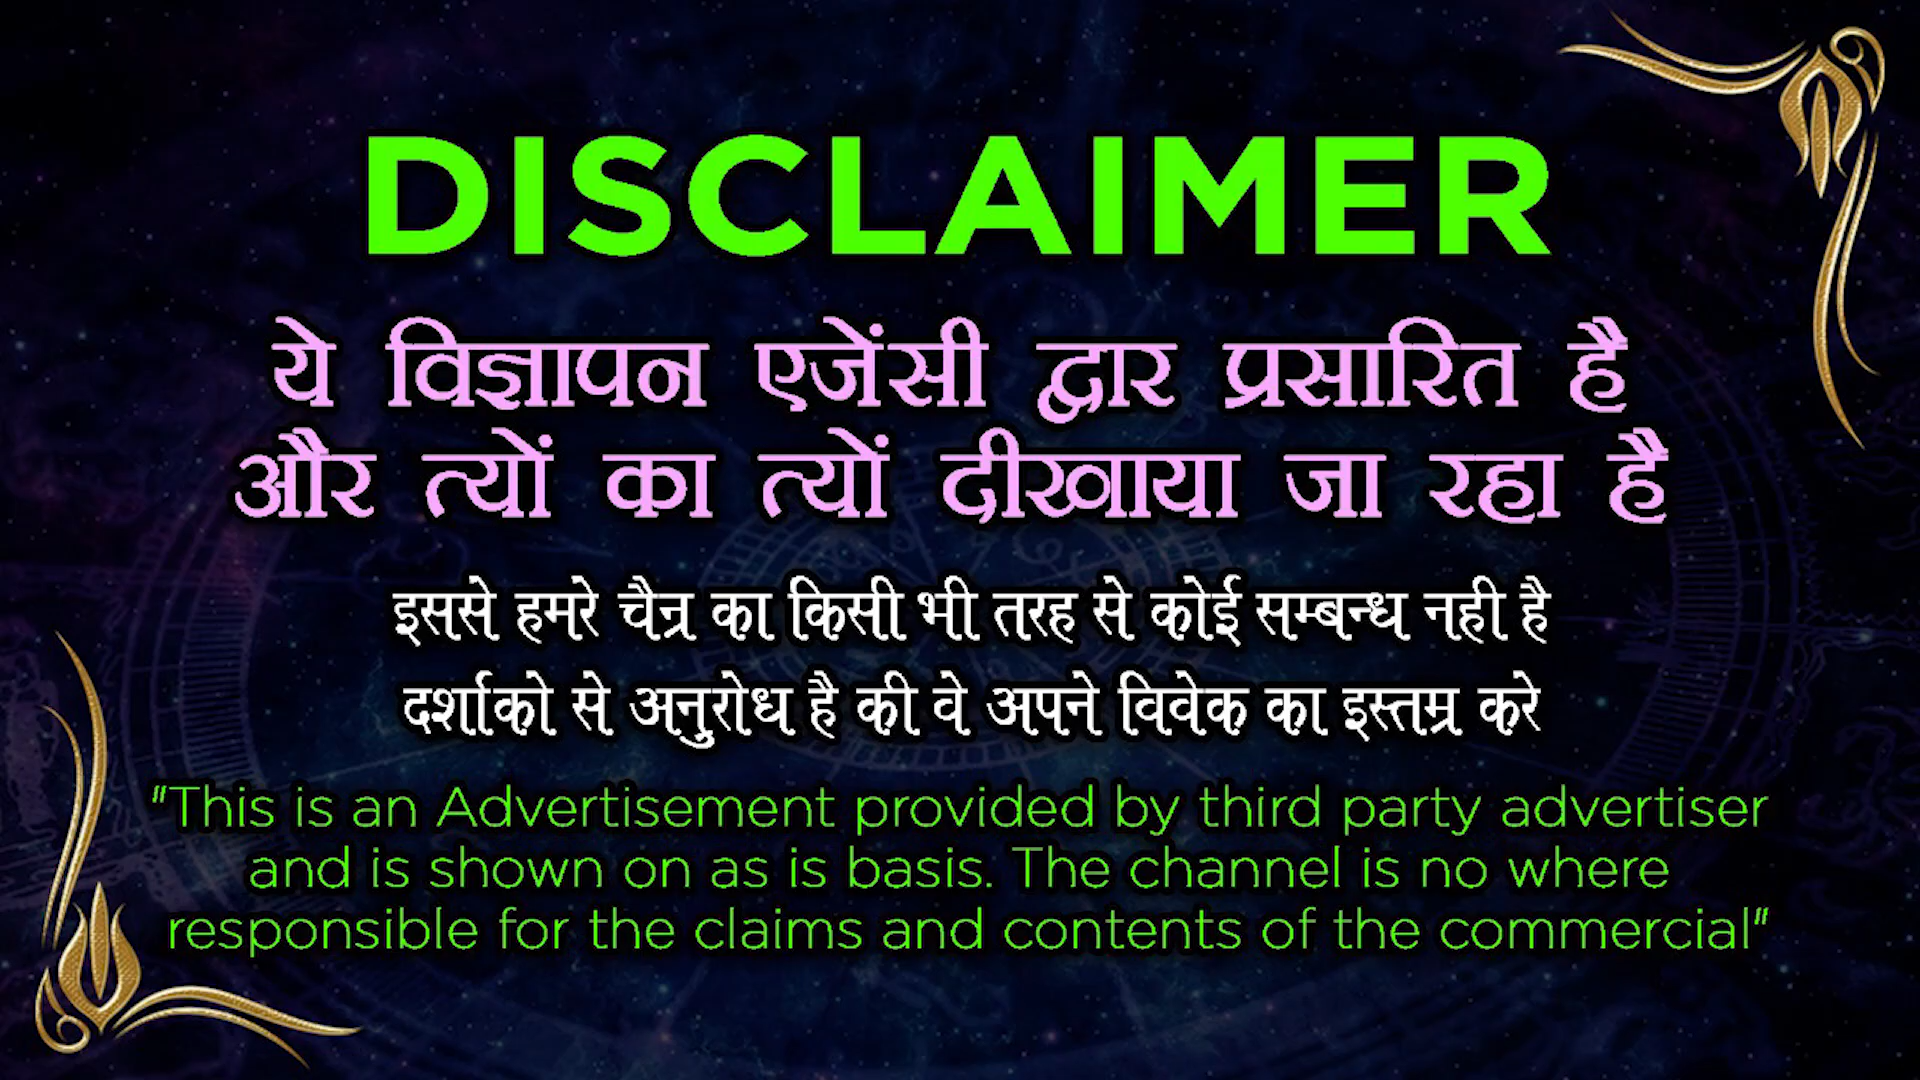 DISCLAIMER
ये विज्ञापन एजेंसी द्वार प्रसारित है
और त्यों का त्यों दीखाया जा रहा है
इससे हमरे चैन्र का किसी भी तरह से कोई सम्बन्ध नही है
दर्शाको से अनुरोध है की वे अपने विवेक का इस्तम्र करे
"This is an Advertisement provided by third party advertiser
and is shown on as is basis. The channel is no where
responsible for the claims and contents of the commercial"